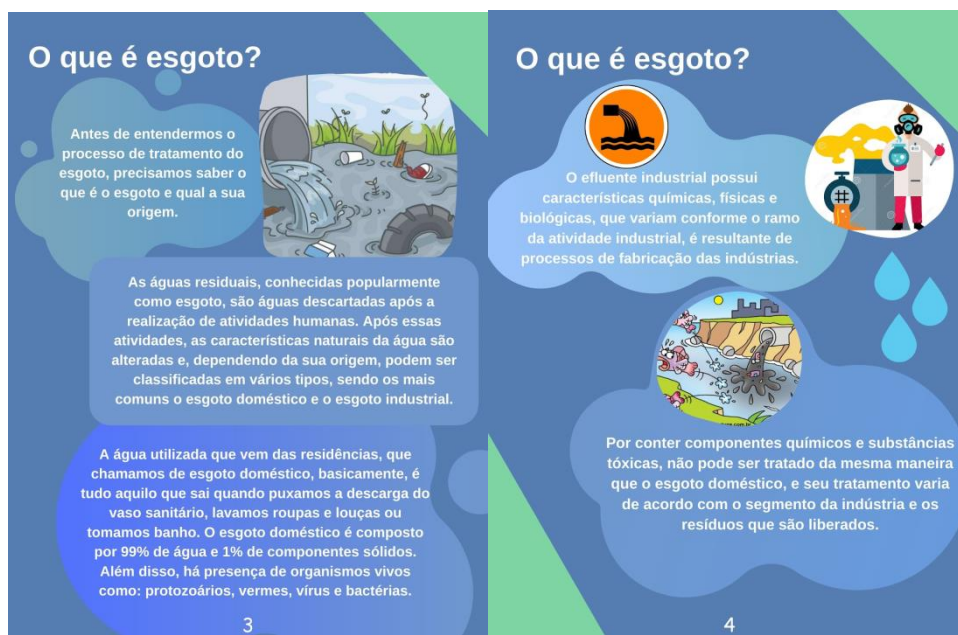 O que é esgoto?
Antes de entendermos o
processo de tratamento do
esgoto, precisamos saber o
que é o esgoto e qual a sua
origem.
As águas residuais, conhecidas popularmente
como esgoto, são águas descartadas após a
realização de atividades humanas. Após essas
atividades, as características naturais da água são
alteradas e, dependendo da sua origem, podem ser
classificadas em vários tipos, sendo os mais
comuns o esgoto doméstico e o esgoto industrial.
A água utilizada que vem das residências, que
chamamos de esgoto doméstico, basicamente, é
tudo aquilo que sai quando puxamos a descarga do
vaso sanitário, lavamos roupas e louças ou
tomamos banho. O esgoto doméstico é composto
por 99% de água e 1% de componentes sólidos.
Além disso, há presença de organismos vivos
como: protozoários, vermes, vírus e bactérias.
3
O que é esgoto?
O efluente industrial possui
características químicas, físicas e
biológicas, que variam conforme o ramo
da atividade industrial, é resultante de
processos de fabricação das indústrias.
Por conter componentes químicos e substâncias
tóxicas, não pode ser tratado da mesma maneira
que o esgoto doméstico, e seu tratamento varia
de acordo com o segmento da indústria e os
resíduos que são liberados.
4